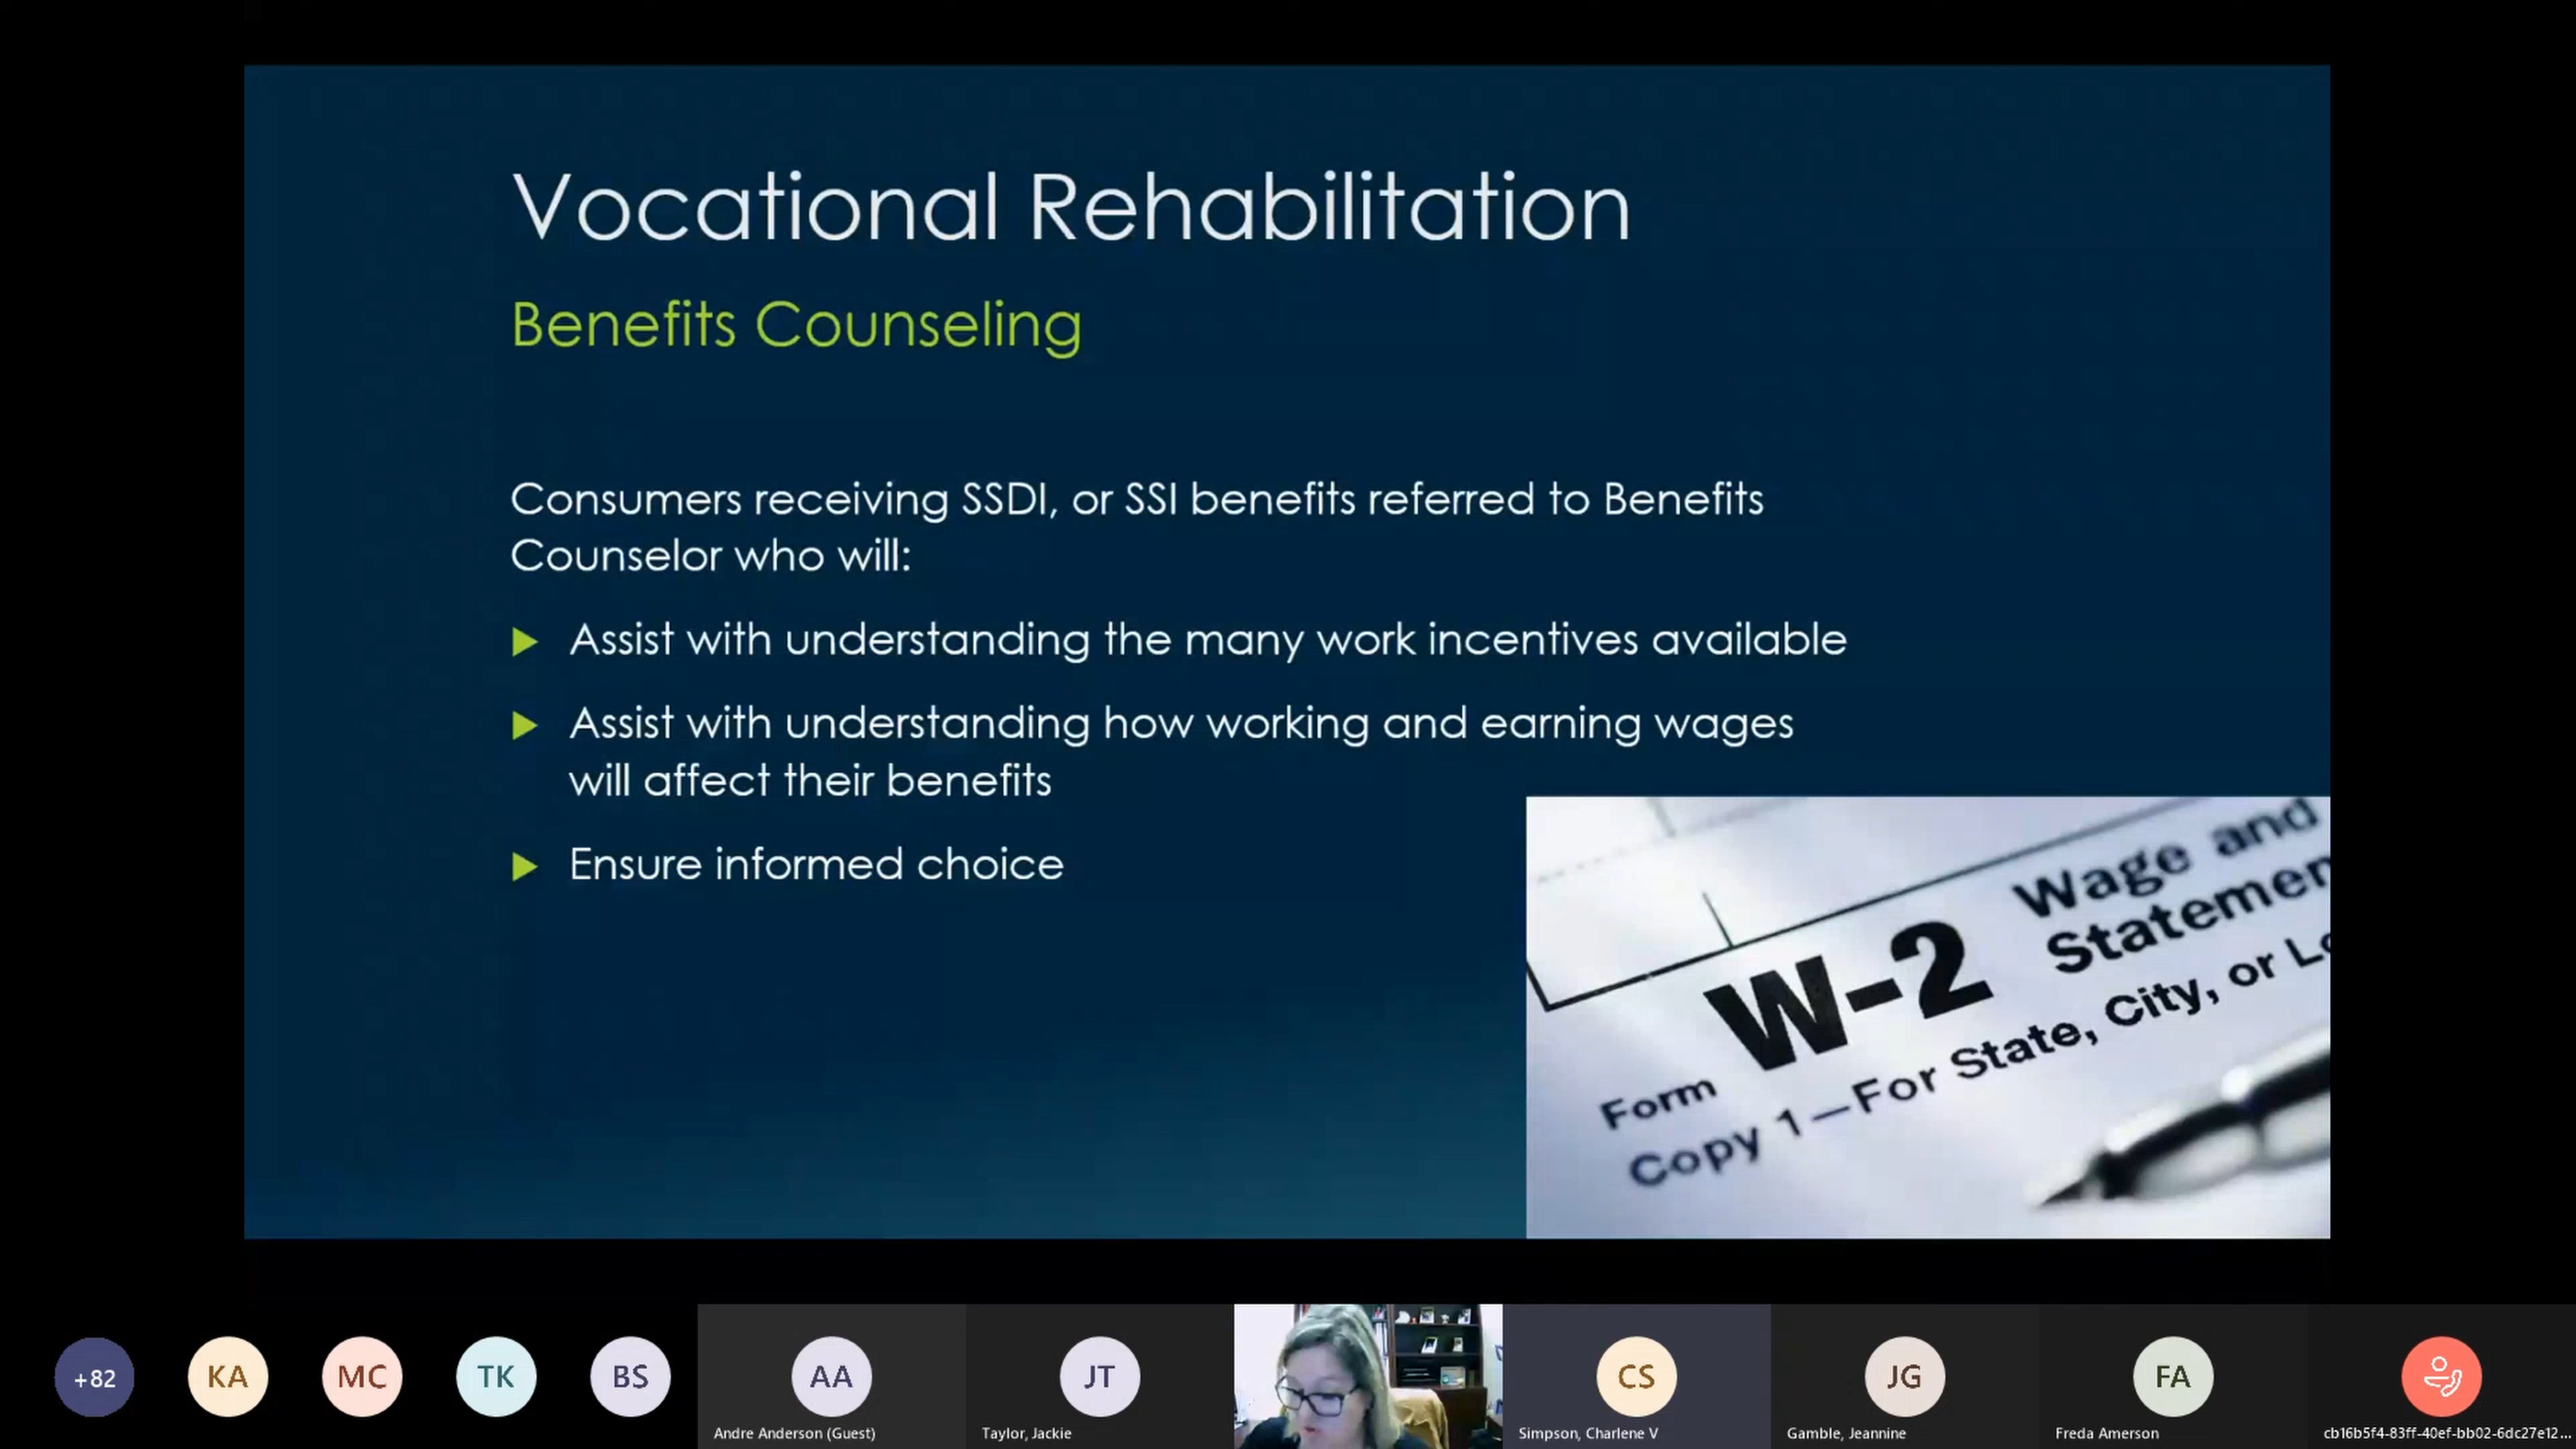 Vocational Rehabilitation
Benefits Counseling
Consumers receiving SSDI, or SSI benefits referred to Benefits
Counselor who will:
Assist with understanding the many work incentives available
Assist with understanding how working and earning wages
will affect their benefits
Ensure informed choice
Wage and
Statemen
Form W-2
Copy 1—For State, City, or Lo
+82
KA
MC
TK
BS
AA
JT
CS
JG
FA
Andre Anderson (Guest)
Taylor, Jackie
Simpson, Charlene V
Gamble, Jeannine
Freda Amerson
cb16b5f4-83ff-40ef-bb02-6dc27e12...